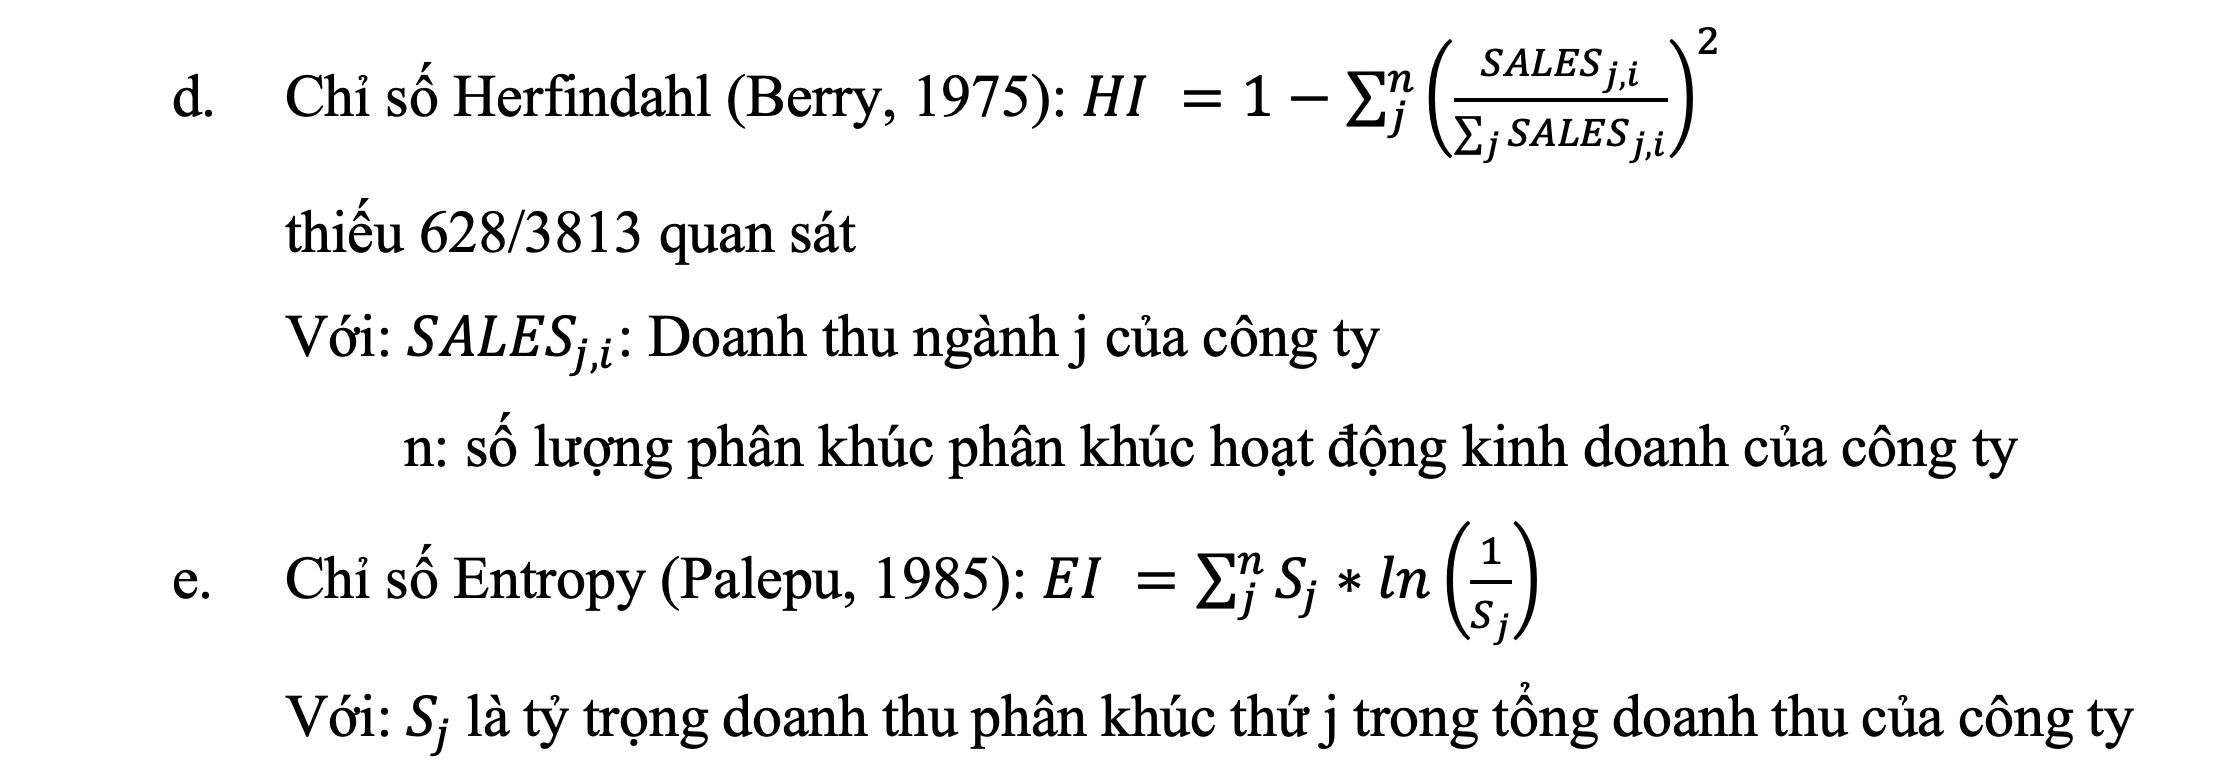 d. Chỉ số Herfindahl (Berry, 1975): $HI = 1 - \sum_j^n \left( \frac{SALES_{j,i}}{\sum_j SALES_{j,i}} \right)^2$
thiếu 628/3813 quan sát
Với: $SALES_{j,i}$: Doanh thu ngành j của công ty
n: số lượng phân khúc phân khúc hoạt động kinh doanh của công ty
e. Chỉ số Entropy (Palepu, 1985): $EI = \sum_j^n S_j * ln \left( \frac{1}{S_j} \right)$
Với: $S_j$ là tỷ trọng doanh thu phân khúc thứ j trong tổng doanh thu của công ty